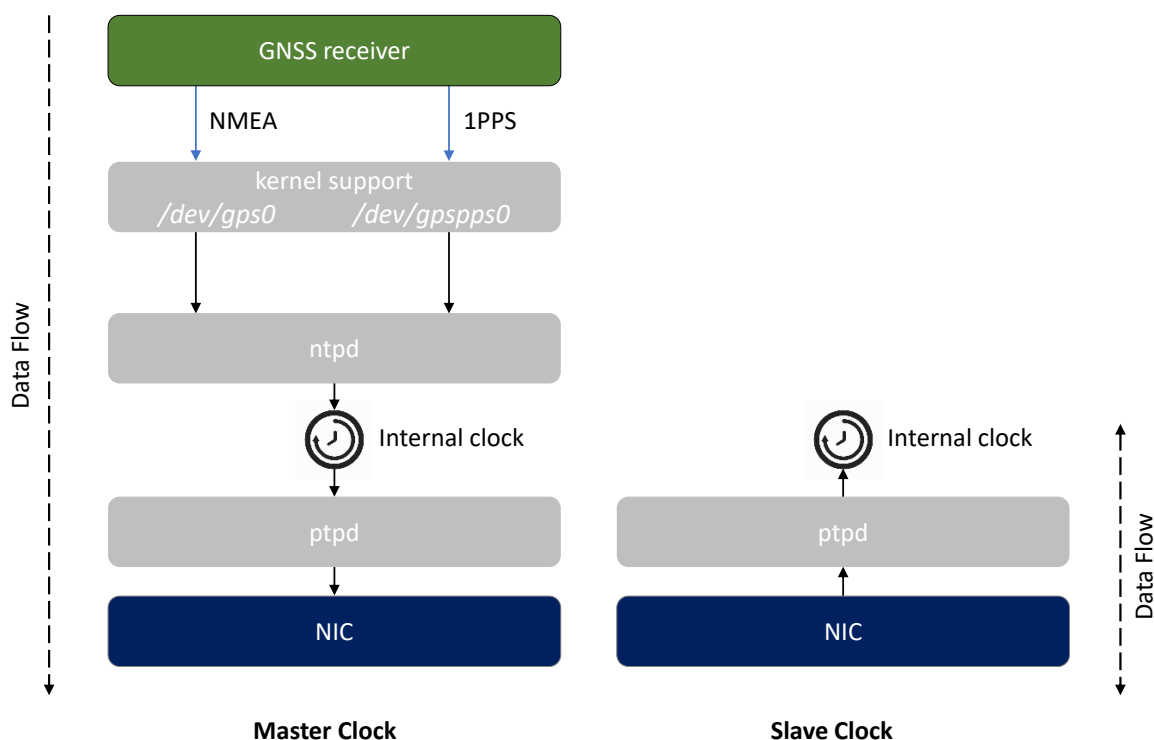 GNSS receiver
NMEA
1PPS
kernel support
/dev/gps0
/dev/gpspps0
Data Flow
ntpd
Internal clock
ptpd
NIC
Master Clock
Internal clock
ptpd
NIC
Data Flow
Slave Clock